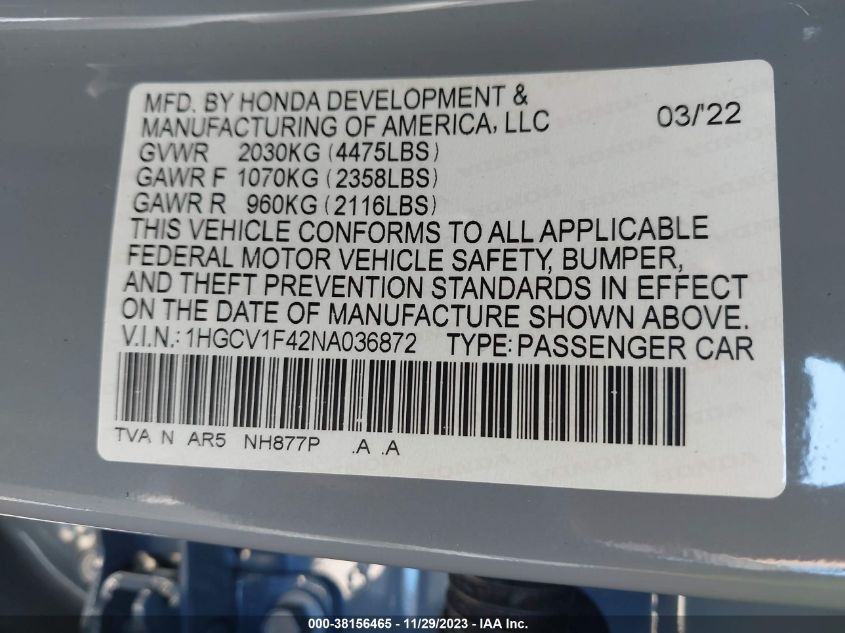 MFD. BY HONDA DEVELOPMENT &
MANUFACTURING OF AMERICA, LLC 03/'22
GVWR 2030KG (4475LBS)
GAWR F 1070KG (2358LBS)
GAWR R 960KG (2116LBS)
THIS VEHICLE CONFORMS TO ALL APPLICABLE
FEDERAL MOTOR VEHICLE SAFETY, BUMPER,
AND THEFT PREVENTION STANDARDS IN EFFECT
ON THE DATE OF MANUFACTURE SHOWN ABOVE.
V.I.N.: 1HGCV1F42NA036872 TYPE: PASSENGER CAR
TVA N AR5 NH877P .A .A
000-38156465 - 11/29/2023 - IAA Inc.